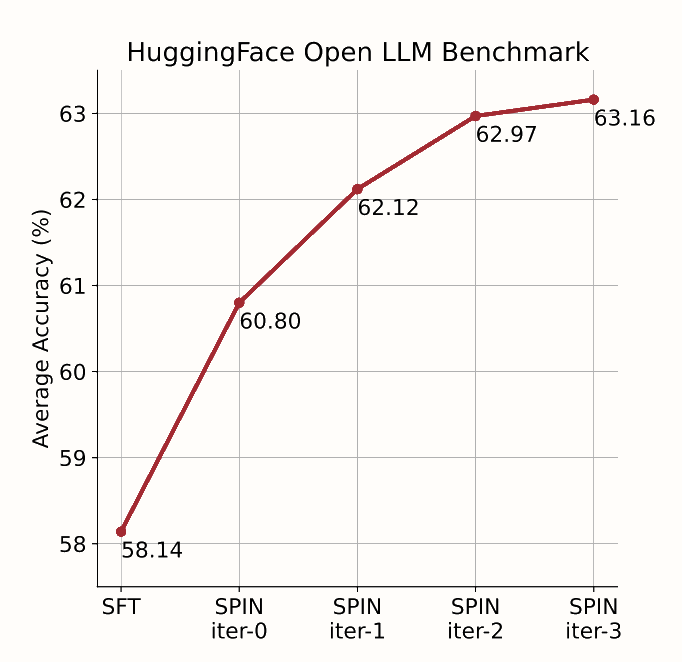 HuggingFace Open LLM Benchmark
Average Accuracy (%)
63
62
61
60
59
58
58.14
60.80
62.12
62.97
63.16
SFT
SPIN
iter-0
SPIN
iter-1
SPIN
iter-2
SPIN
iter-3